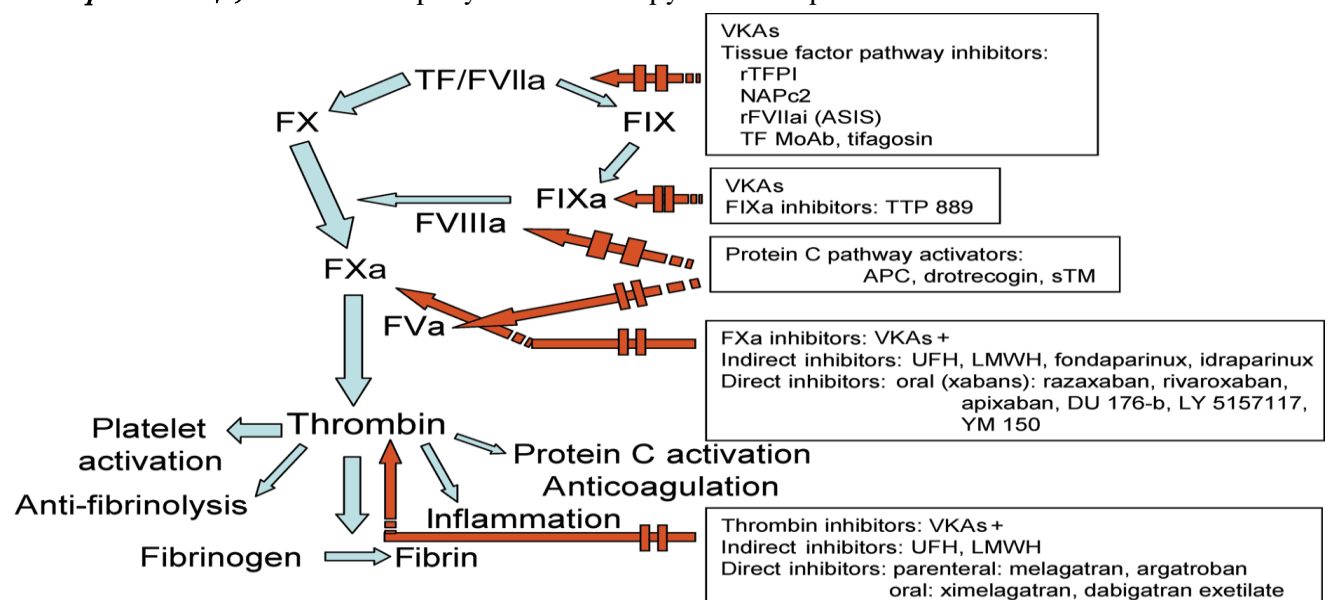 VKAs
Tissue factor pathway inhibitors:
rTFPI
NAPc2
rFVIIai (ASIS)
TF MoAb, tifagosin
TF/FVIIa
FX
FIX
FIXa
VKAs
FIXa inhibitors: TTP 889
FVIIIa
Protein C pathway activators:
APC, drotrecogin, sTM
FXa
FVa
FXa inhibitors: VKAs +
Indirect inhibitors: UFH, LMWH, fondaparinux, idraparinux
Direct inhibitors: oral (xabans): razaxaban, rivaroxaban,
apixaban, DU 176-b, LY 5157117,
YM 150
Thrombin
Platelet
activation
Protein C activation
Anticoagulation
Anti-fibrinolysis
Inflammation
Fibrinogen
Fibrin
Thrombin inhibitors: VKAs +
Indirect inhibitors: UFH, LMWH
Direct inhibitors: parenteral: melagatran, argatroban
oral: ximelagatran, dabigatran exetilate